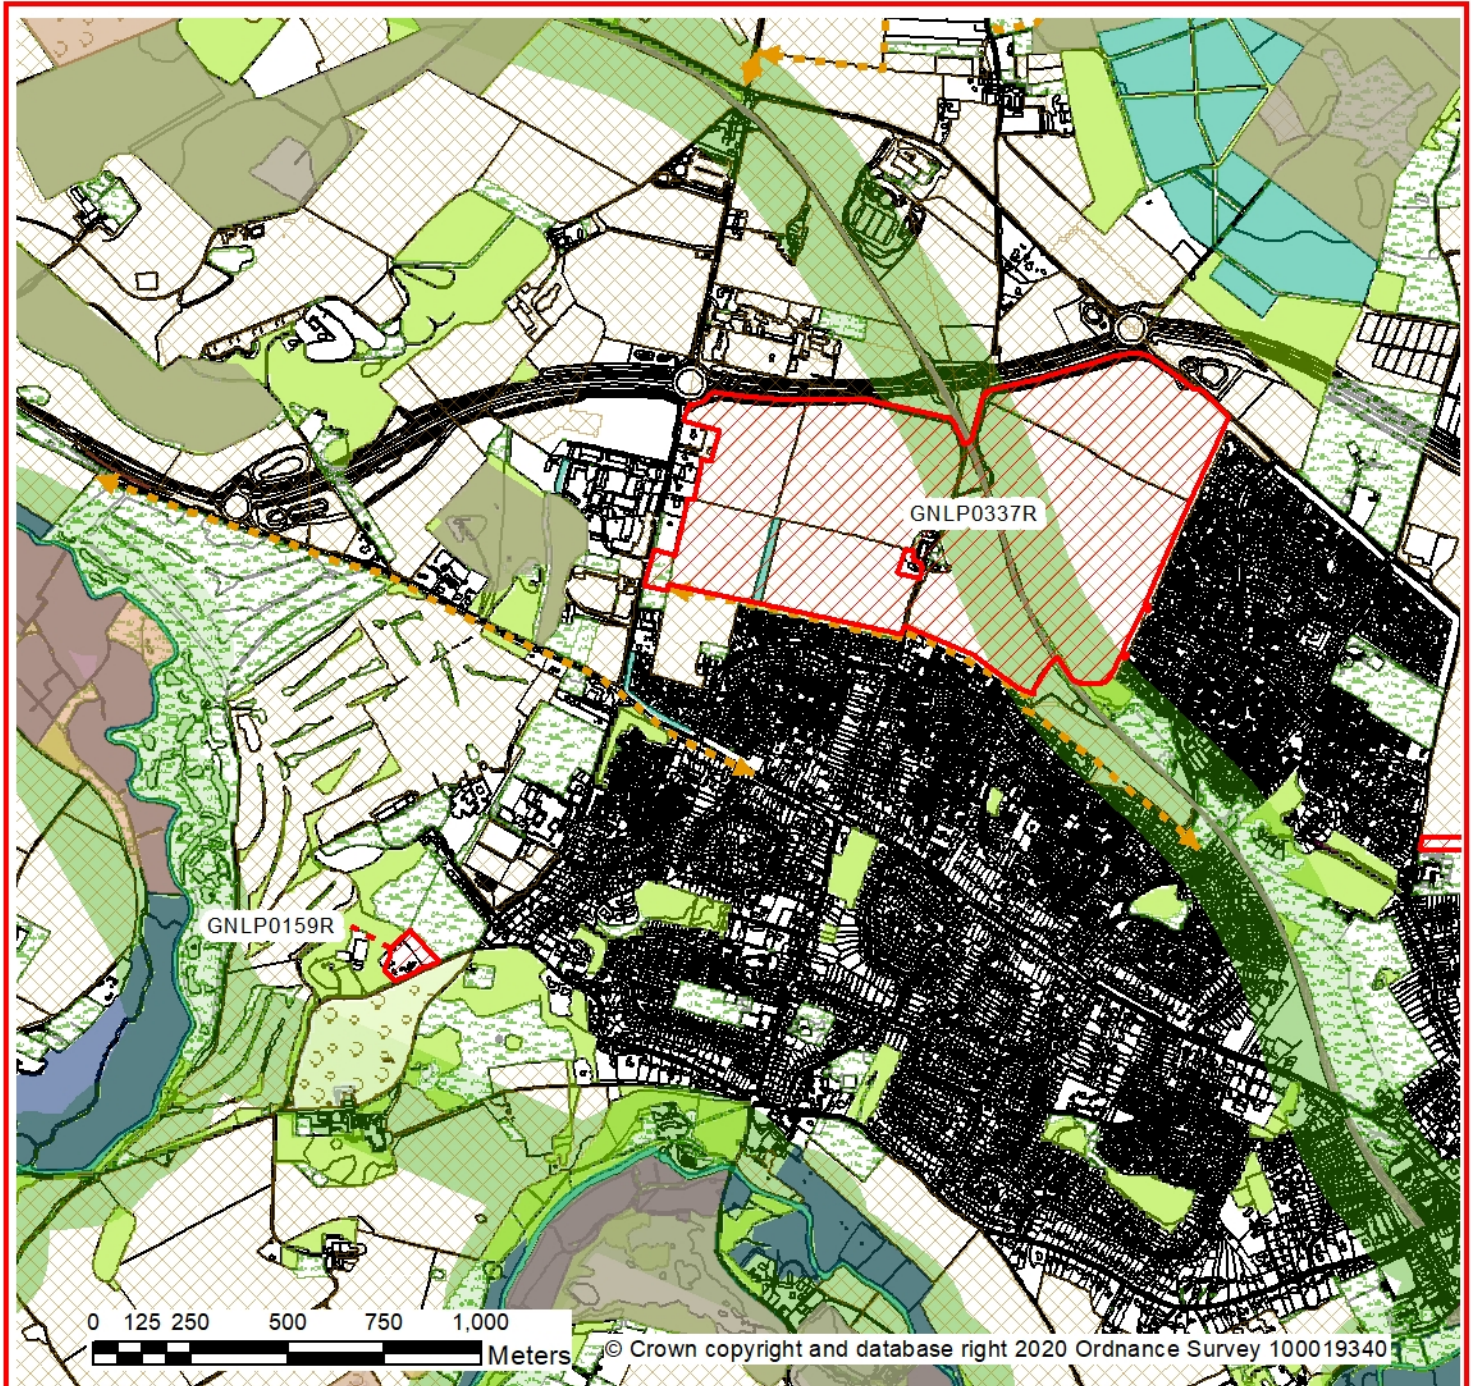 GNLP0337R
GNLP0159R
0 125 250 500 750 1,000
Meters
© Crown copyright and database right 2020 Ordnance Survey 100019340